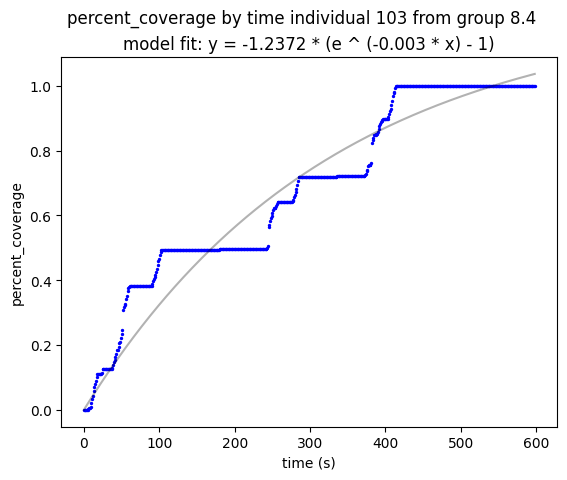 percent_coverage by time individual 103 from group 8.4
model fit: y = -1.2372 * (e ^ (-0.003 * x) - 1)
1.0
0.8
0.6
0.4
0.2
0.0
percent_coverage
0 100 200 300 400 500 600
time (s)